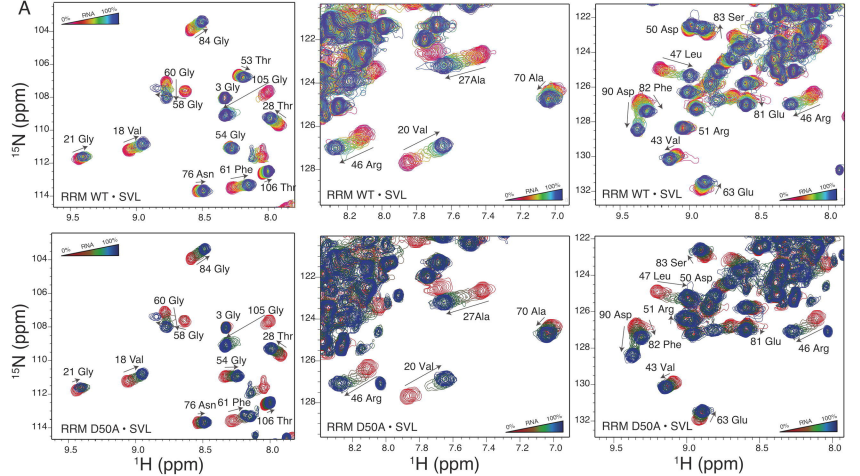 A
0% RNA 100%
84 Gly
53 Thr
60 Gly
3 Gly
105 Gly
58 Gly
28 Thr
21 Gly
18 Val
54 Gly
61 Phe
76 Asn
106 Thr
RRM WT • SVL
15N (ppm)
104
106
108
110
112
114
9.5
9.0
8.5
8.0
27Ala
70 Ala
20 Val
46 Arg
RRM WT • SVL
0% RNA 100%
122
124
126
128
8.2
8.0
7.8
7.6
7.4
7.2
7.0
83 Ser
50 Asp
47 Leu
90 Asp
82 Phe
81 Glu
46 Arg
51 Arg
43 Val
63 Glu
RRM WT • SVL
0% RNA 100%
122
124
126
128
130
132
9.5
9.0
8.5
8.0
0% RNA 100%
84 Gly
60 Gly
3 Gly
105 Gly
58 Gly
28 Thr
21 Gly
18 Val
54 Gly
76 Asn
61 Phe
106 Thr
RRM D50A • SVL
15N (ppm)
104
106
108
110
112
114
9.5
9.0
8.5
8.0
1H (ppm)
27Ala
70 Ala
20 Val
46 Arg
RRM D50A • SVL
0% RNA 100%
122
124
126
128
8.2
8.0
7.8
7.6
7.4
7.2
7.0
1H (ppm)
83 Ser
47 Leu
50 Asp
90 Asp
51 Arg
82 Phe
81 Glu
46 Arg
43 Val
63 Glu
RRM D50A • SVL
0% RNA 100%
122
124
126
128
130
132
9.5
9.0
8.5
8.0
1H (ppm)